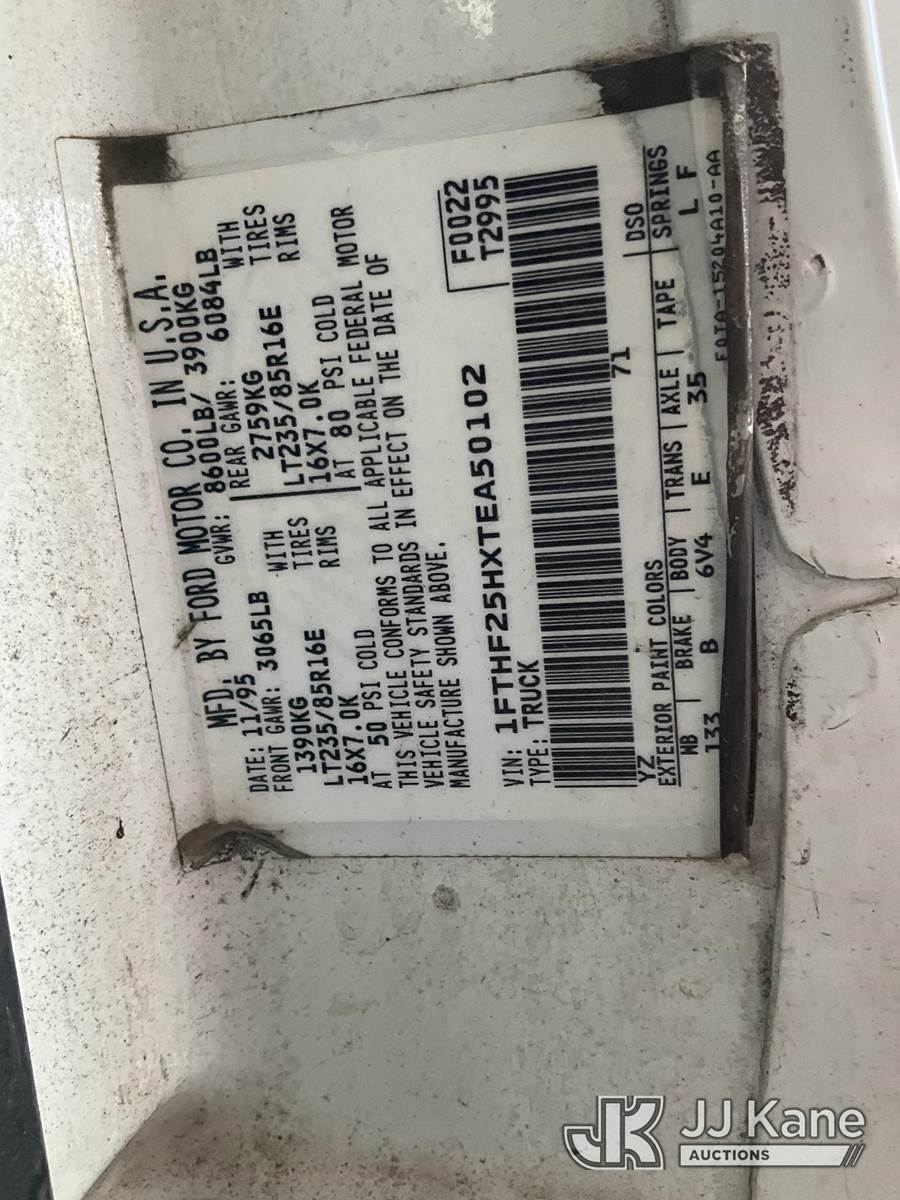 MFD. BY FORD MOTOR CO. IN U.S.A.
DATE: 11/95 GVWR: 8600LB/ 3900KG
FRONT GAWR: 3065LB REAR GAWR: 6084LB
1390KG WITH 2759KG WITH
LT235/85R16E TIRES LT235/85R16E TIRES
16X7.0K RIMS 16X7.0K RIMS
AT 50 PSI COLD AT 80 PSI COLD
THIS VEHICLE CONFORMS TO ALL APPLICABLE FEDERAL MOTOR
VEHICLE SAFETY STANDARDS IN EFFECT ON THE DATE OF
MANUFACTURE SHOWN ABOVE.
F0022
VIN: 1FTHF25HXTEA50102 T2995
TYPE: TRUCK
71
YZ DSO
EXTERIOR PAINT COLORS
WB BRAKE BODY TRANS AXLE TAPE SPRINGS
133 B 6V4 E 35 L F
15204A10-AA
JK JJ Kane
AUCTIONS